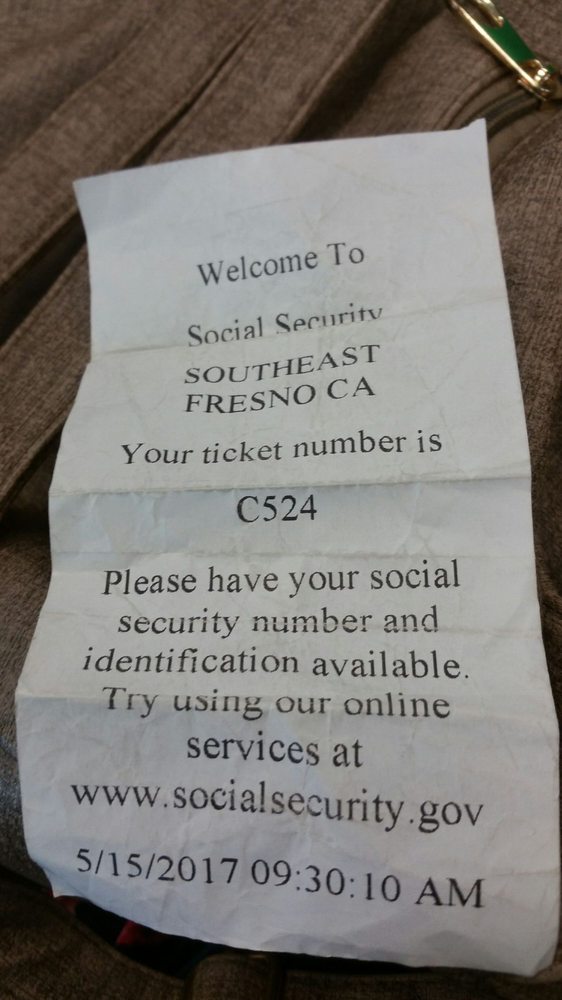 Welcome To
Social Security
SOUTHEAST
FRESNO CA
Your ticket number is
C524
Please have your social
security number and
identification available.
Try using our online
services at
www.socialsecurity.gov
5/15/2017 09:30:10 AM